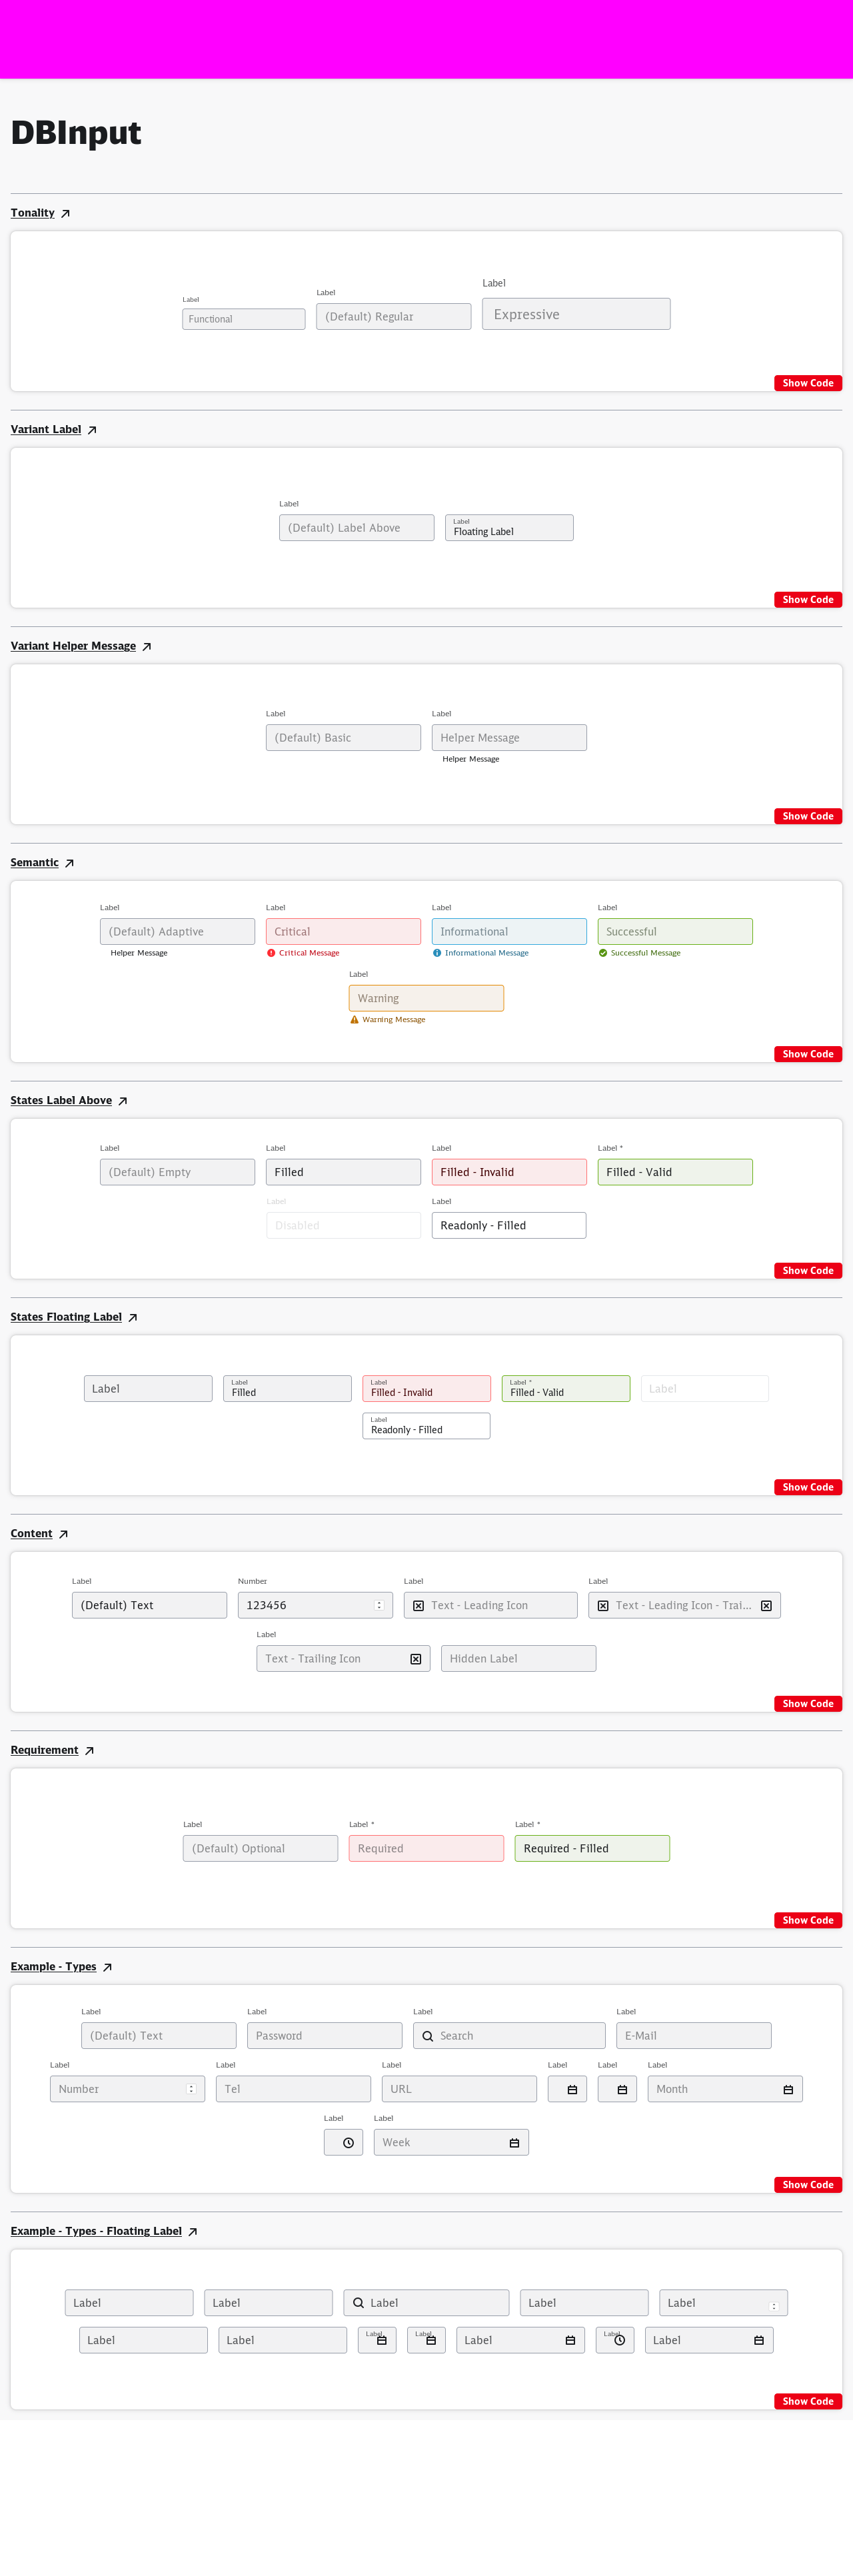 DBInput
Tonality
Label
Label
Label
Functional
(Default) Regular
Expressive
Show Code
Variant Label
Label
(Default) Label Above
Label
Floating Label
Show Code
Variant Helper Message
Label
Label
(Default) Basic
Helper Message
Helper Message
Show Code
Semantic
Label
Label
Label
Label
(Default) Adaptive
Critical
Informational
Successful
Helper Message
Critical Message
Informational Message
Successful Message
Label
Warning
Warning Message
Show Code
States Label Above
Label
Label
Label
Label *
(Default) Empty
Filled
Filled - Invalid
Filled - Valid
Label
Label
Disabled
Readonly - Filled
Show Code
States Floating Label
Label
Label
Filled
Label
Filled - Invalid
Label *
Filled - Valid
Label
Label
Readonly - Filled
Show Code
Content
Label
Number
Label
Label
(Default) Text
123456
Text - Leading Icon
Text - Leading Icon - Trai...
Label
Text - Trailing Icon
Hidden Label
Show Code
Requirement
Label
Label *
Label *
(Default) Optional
Required
Required - Filled
Show Code
Example - Types
Label
Label
Label
Label
(Default) Text
Password
Search
E-Mail
Label
Label
Label
Label
Label
Label
Number
Tel
URL
Month
Label
Label
Week
Show Code
Example - Types - Floating Label
Label
Label
Label
Label
Label
Label
Label
Label
Label
Label
Label
Label
Show Code